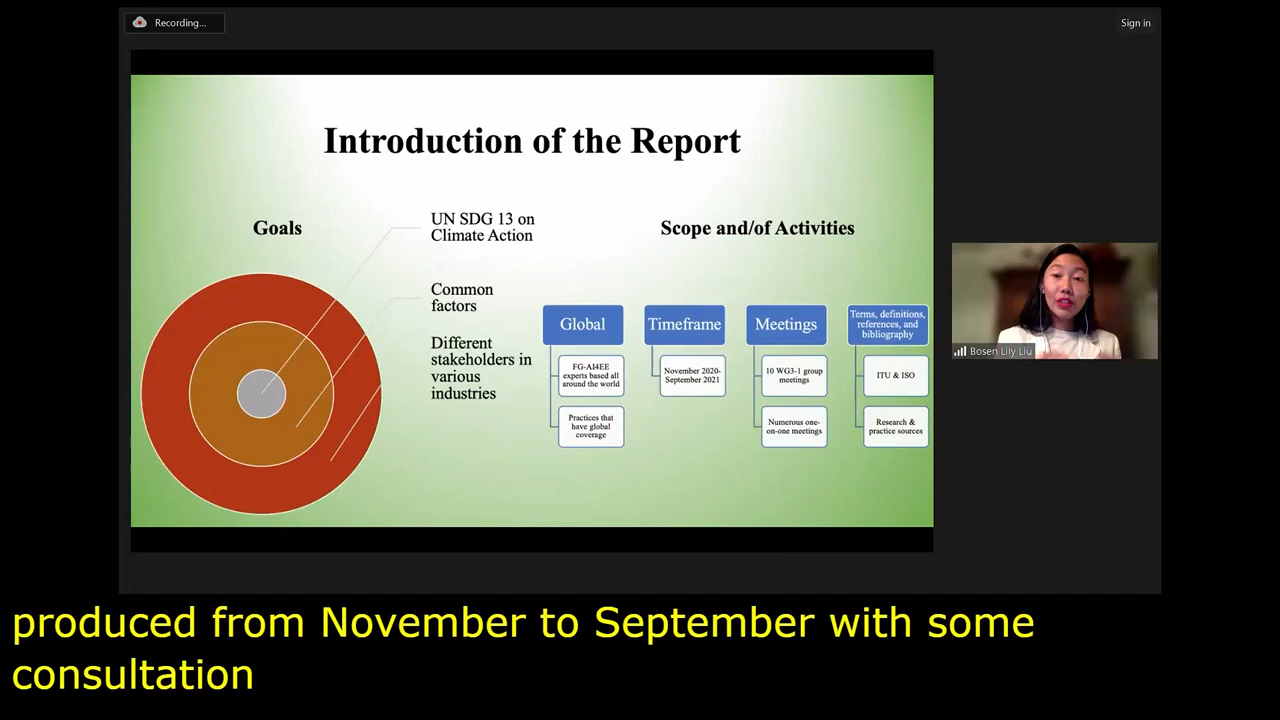 Recording...
Sign in
Introduction of the Report
Goals
UN SDG 13 on
Climate Action
Common
factors
Different
stakeholders in
various
industries
Scope and/of Activities
Global
FG-AI4EE
experts based all
around the world
Practices that
have global
coverage
Timeframe
November 2020-
September 2021
Meetings
10 WG3-1 group
meetings
Numerous one-
on-one meetings
Terms, definitions,
references, and
bibliography
ITU & ISO
Research &
practice sources
Bosen Lily Liu
produced from November to September with some
consultation